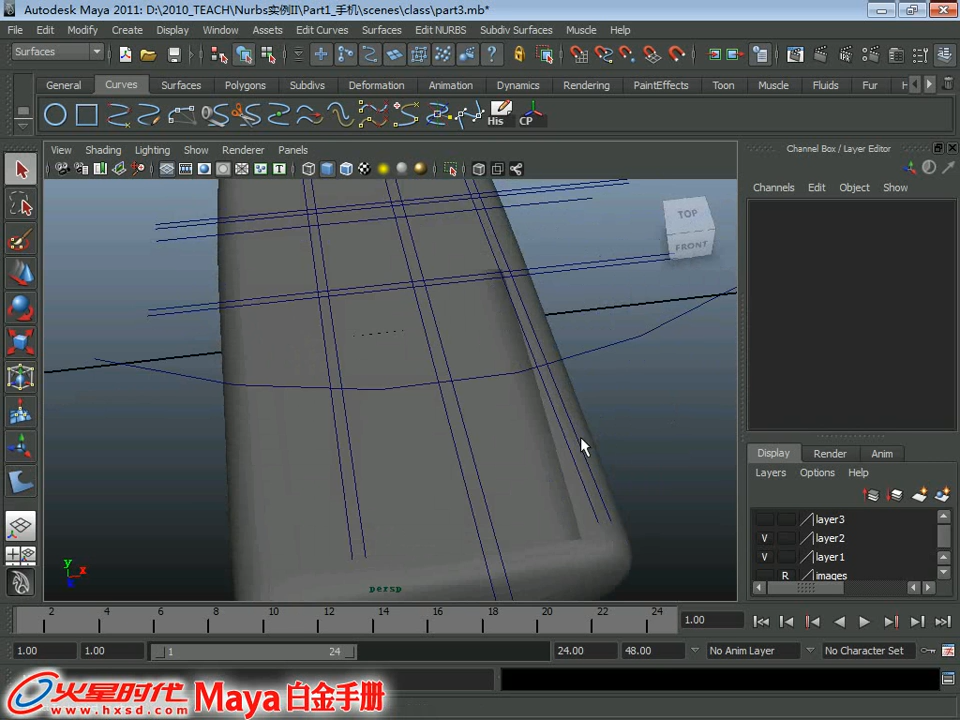 Autodesk Maya 2011: D:\2010_TEACH\Nurbs实例II\Part1_手机\scenes\class\part3.mb*
File Edit Modify Create Display Window Assets Edit Curves Surfaces Edit NURBS Subdiv Surfaces Muscle Help
Surfaces
General Curves Surfaces Polygons Subdivs Deformation Animation Dynamics Rendering PaintEffects Toon Muscle Fluids Fur
His CP
View Shading Lighting Show Renderer Panels
Channel Box / Layer Editor
Channels Edit Object Show
TOP
FRONT
Display Render Anim
Layers Options Help
layer3
V layer2
V layer1
R images
y
x
persp
2 4 6 8 10 12 14 16 18 20 22 24
1.00
1.00 1.00 1 24 24.00 48.00 No Anim Layer No Character Set
火星时代
www.hxsd.com
Maya白金手册